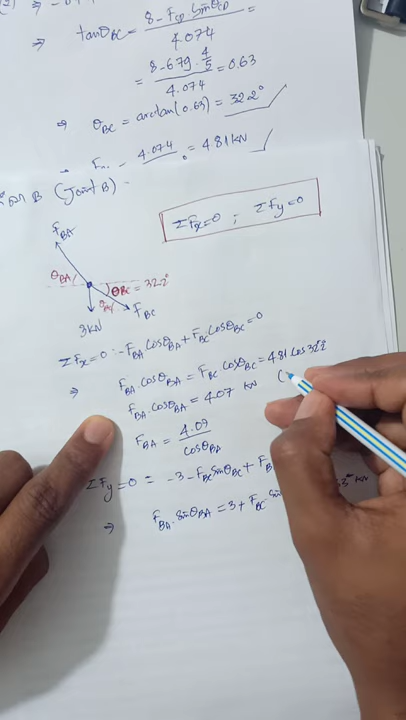 ⇒ tanθBC = 8 - FCD sinθCD / 4.074 =
= 8 - 6.79 · 4/5 / 4.074 = 0.63
⇒ θBC = arctan(0.63) = 32.2°
4.074 = 4.81 kN
B (Joint B) -
ΣFx=0 ; ΣFy=0
FBA
θBA
θBC = 32.2°
FBC
3KN
ΣFx=0 : -FBA cosθBA + FBC cosθBC = 0
⇒ FBA cosθBA = FBC cosθBC = 4.81 cos 32.2
FBA cosθBA = 4.07 kN (
FBA = 4.07 / cosθBA
ΣFy=0 = -3 - FBC sinθBC +
⇒ FBA sinθBA = 3 + FBC kN